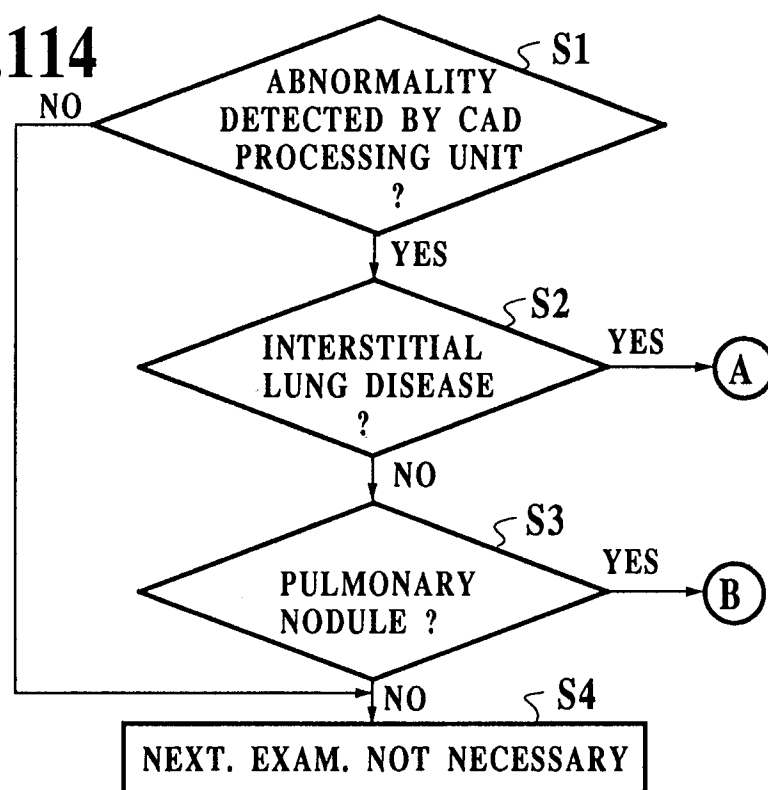 .114
S1
ABNORMALITY
DETECTED BY CAD
PROCESSING UNIT
?
NO
YES
S2
INTERSTITIAL
LUNG DISEASE
?
YES
A
NO
S3
PULMONARY
NODULE ?
YES
B
NO
S4
NEXT. EXAM. NOT NECESSARY